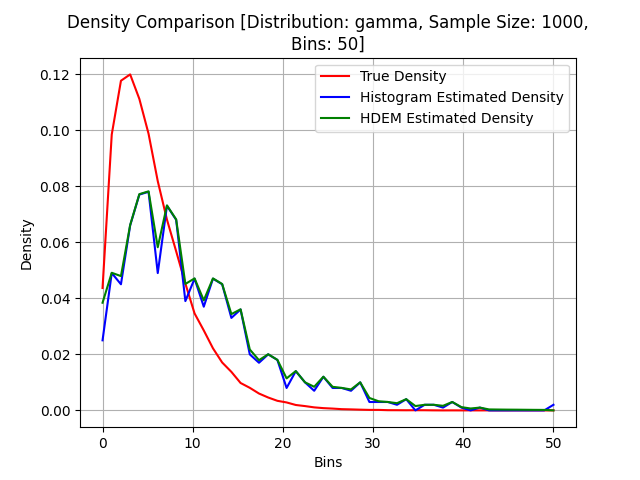 Density Comparison [Distribution: gamma, Sample Size: 1000,
Bins: 50]
True Density
Histogram Estimated Density
HDEM Estimated Density
Density
0.12
0.10
0.08
0.06
0.04
0.02
0.00
0 10 20 30 40 50
Bins